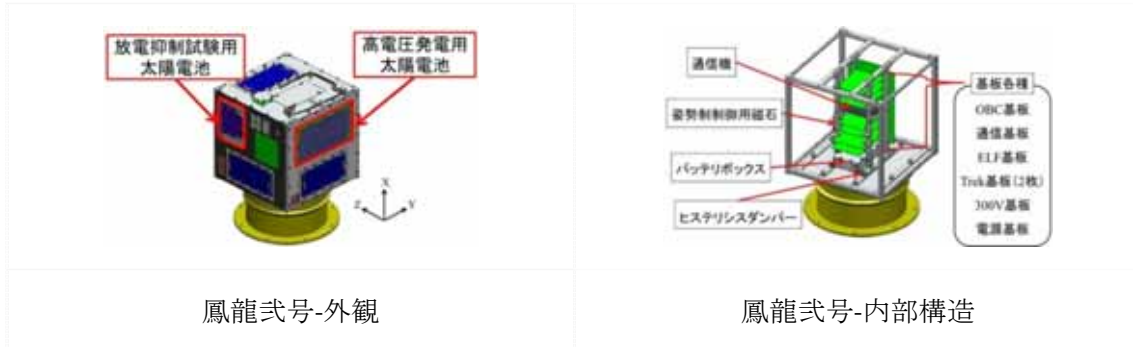 放電抑制試験用
太陽電池
高電圧発電用
太陽電池
X
Z
Y
鳳龍弐号-外観
通信機
姿勢制制御用磁石
バッテリボックス
ヒステリシスダンパー
基板各種
OBC基板
通信基板
ELF基板
Trek基板(2枚)
300V基板
電源基板
鳳龍弐号-内部構造